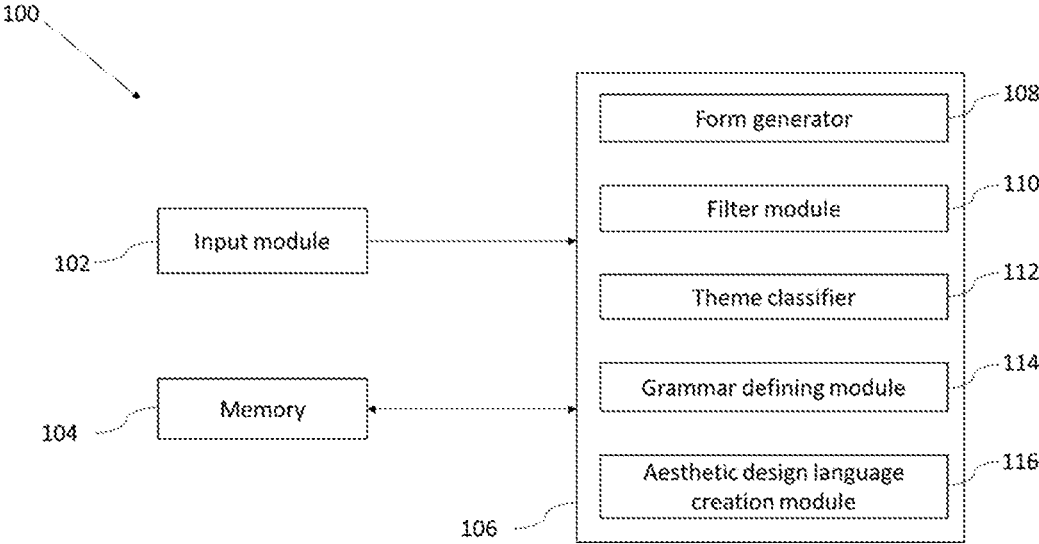 100
Form generator
108
Filter module
110
Input module
102
Theme classifier
112
Grammar defining module
114
Memory
104
Aesthetic design language
creation module
116
106